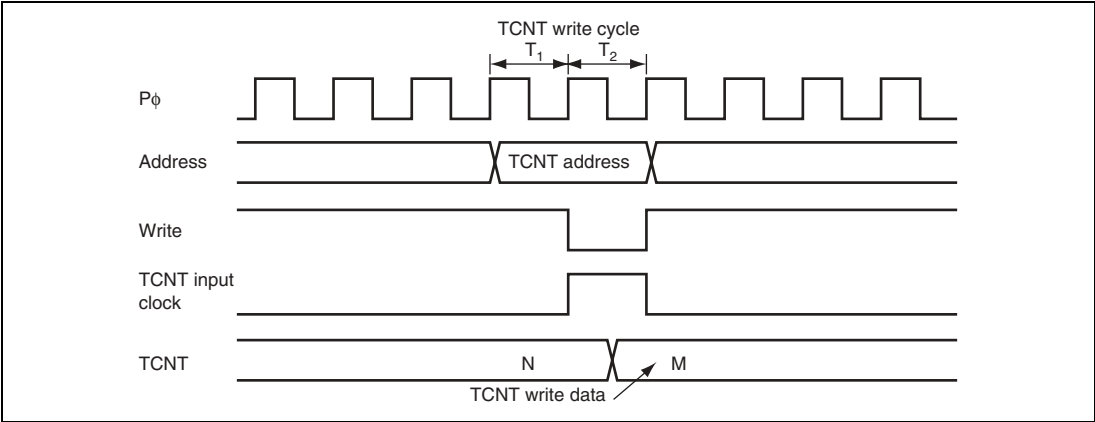 TCNT write cycle
T1 T2
Pϕ
Address
TCNT address
Write
TCNT input
clock
TCNT
N
M
TCNT write data